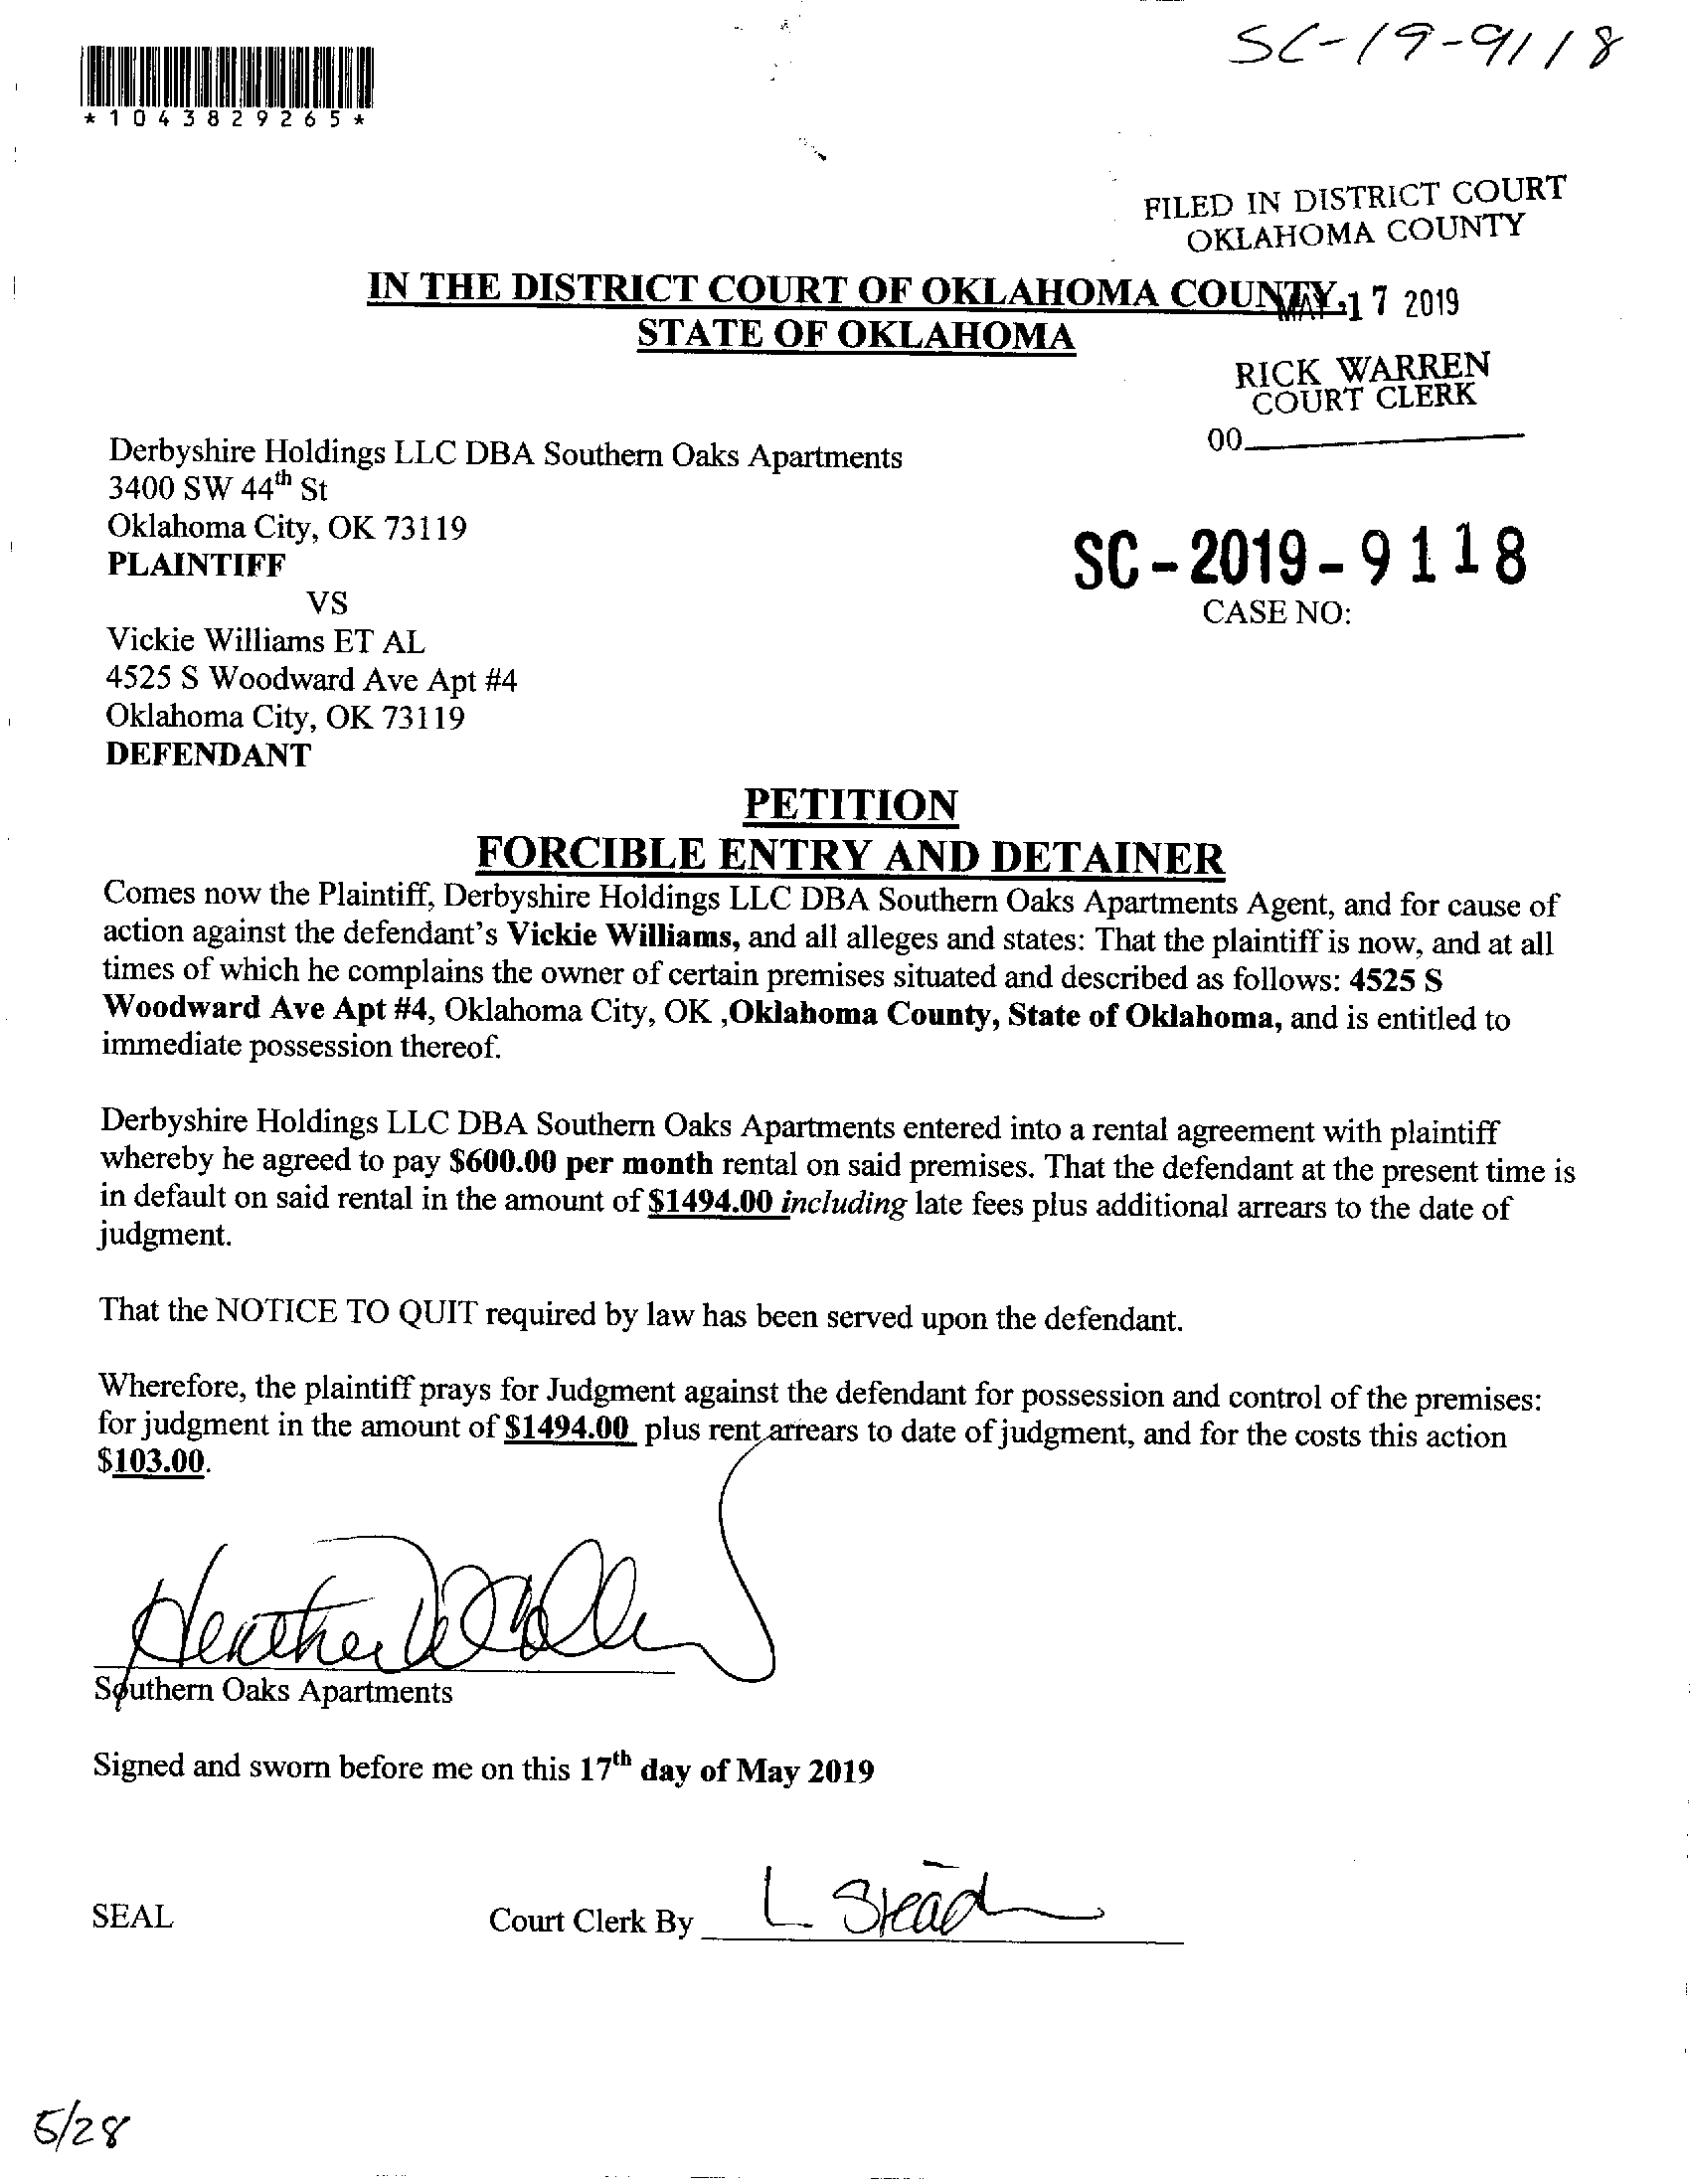 SC-19-9118
*1043829265*
FILED IN DISTRICT COURT
OKLAHOMA COUNTY
IN THE DISTRICT COURT OF OKLAHOMA COUNTY,
MAY 17 2019
STATE OF OKLAHOMA
RICK WARREN
COURT CLERK
00
Derbyshire Holdings LLC DBA Southern Oaks Apartments
3400 SW 44th St
Oklahoma City, OK 73119
PLAINTIFF
SC-2019-9118
VS
CASE NO:
Vickie Williams ET AL
4525 S Woodward Ave Apt #4
Oklahoma City, OK 73119
DEFENDANT
PETITION
FORCIBLE ENTRY AND DETAINER
Comes now the Plaintiff, Derbyshire Holdings LLC DBA Southern Oaks Apartments Agent, and for cause of
action against the defendant's Vickie Williams, and all alleges and states: That the plaintiff is now, and at all
times of which he complains the owner of certain premises situated and described as follows: 4525 S
Woodward Ave Apt #4, Oklahoma City, OK ,Oklahoma County, State of Oklahoma, and is entitled to
immediate possession thereof.
Derbyshire Holdings LLC DBA Southern Oaks Apartments entered into a rental agreement with plaintiff
whereby he agreed to pay $600.00 per month rental on said premises. That the defendant at the present time is
in default on said rental in the amount of $1494.00 including late fees plus additional arrears to the date of
judgment.
That the NOTICE TO QUIT required by law has been served upon the defendant.
Wherefore, the plaintiff prays for Judgment against the defendant for possession and control of the premises:
for judgment in the amount of $1494.00 plus rent arrears to date of judgment, and for the costs this action
$103.00.
Heather
Southern Oaks Apartments
Signed and sworn before me on this 17th day of May 2019
SEAL
Court Clerk By L Stead
5/28